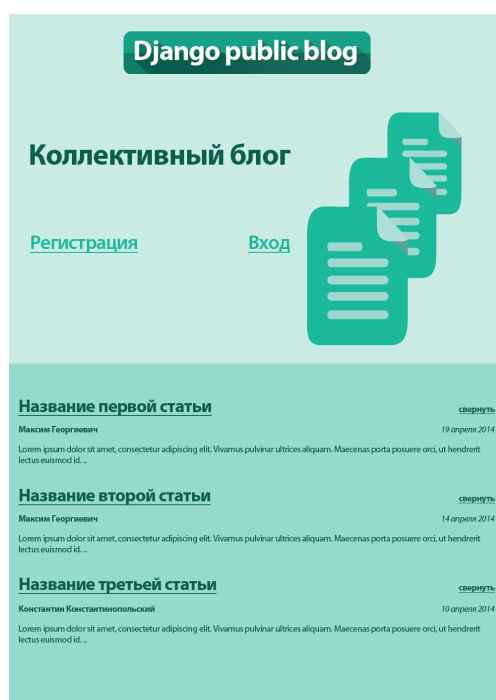 Django public blog
Коллективный блог
Регистрация Вход
Название первой статьи свернуть
Максим Георгиевич 19 апреля 2014
Lorem ipsum dolor sit amet, consectetur adipiscing elit. Vivamus pulvinar ultrices aliquam. Maecenas porta posuere orci, ut hendrerit
lectus euismod id. ..
Название второй статьи свернуть
Максим Георгиевич 14 апреля 2014
Lorem ipsum dolor sit amet, consectetur adipiscing elit. Vivamus pulvinar ultrices aliquam. Maecenas porta posuere orci, ut hendrerit
lectus euismod id. ..
Название третьей статьи свернуть
Константин Константинопольский 10 апреля 2014
Lorem ipsum dolor sit amet, consectetur adipiscing elit. Vivamus pulvinar ultrices aliquam. Maecenas porta posuere orci, ut hendrerit
lectus euismod id. ..